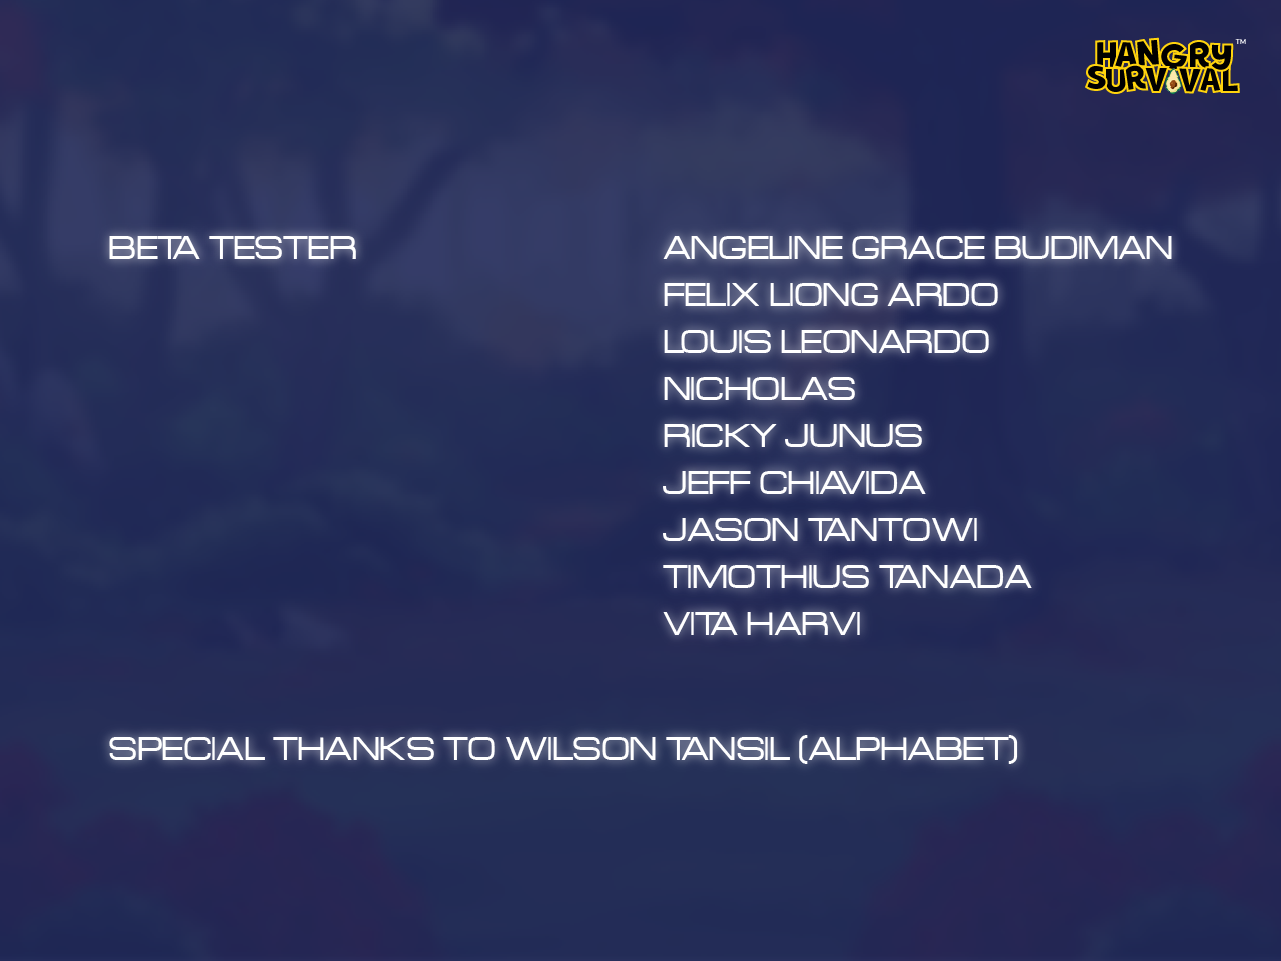 HANGRY™
SURVIVAL
BETA TESTER
ANGELINE GRACE BUDIMAN
FELIX LIONG ARDO
LOUIS LEONARDO
NICHOLAS
RICKY JUNUS
JEFF CHIAVIDA
JASON TANTOWI
TIMOTHIUS TANADA
VITA HARVI
SPECIAL THANKS TO WILSON TANSIL (ALPHABET)